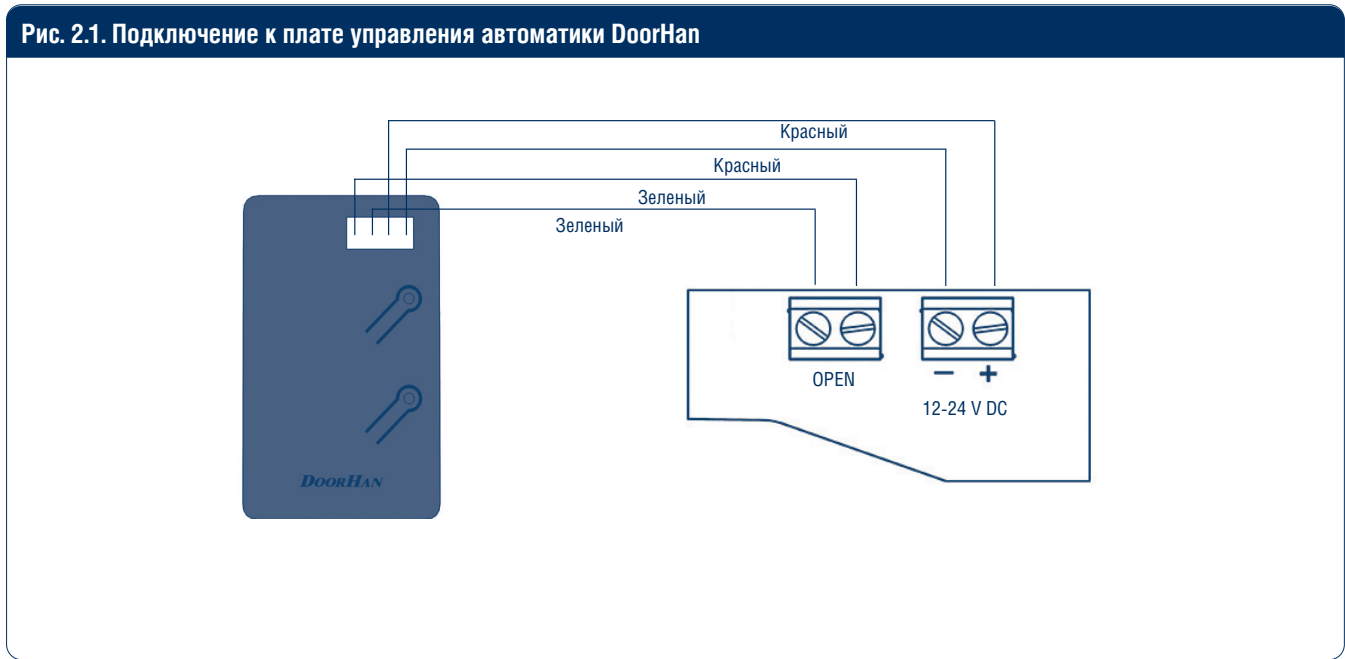 Рис. 2.1. Подключение к плате управления автоматики DoorHan
Красный
Красный
Зеленый
Зеленый
DOORHAN
OPEN
− +
12-24 V DC